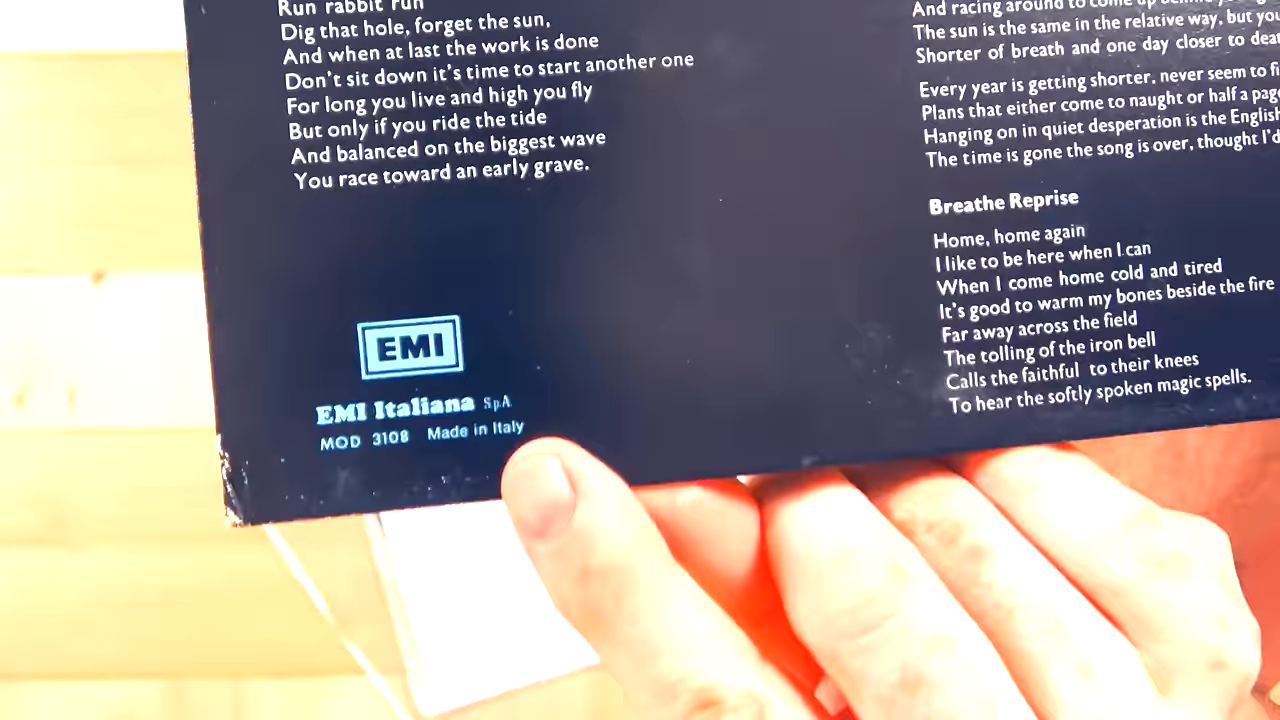 Run rabbit run
Dig that hole, forget the sun,
And when at last the work is done
Don't sit down it's time to start another one
For long you live and high you fly
But only if you ride the tide
And balanced on the biggest wave
You race toward an early grave.
EMI
EMI Italiana SpA
MOD 3108 Made in Italy
And racing around to come up behind you
The sun is the same in the relative way, but
Shorter of breath and one day closer to
Every year is getting shorter, never seem to
Plans that either come to naught or half a
Hanging on in quiet desperation is the English
The time is gone the song is over, thought I'd
Breathe Reprise
Home, home again
I like to be here when I can
When I come home cold and tired
It's good to warm my bones beside the fire
Far away across the field
The tolling of the iron bell
Calls the faithful to their knees
To hear the softly spoken magic spells.